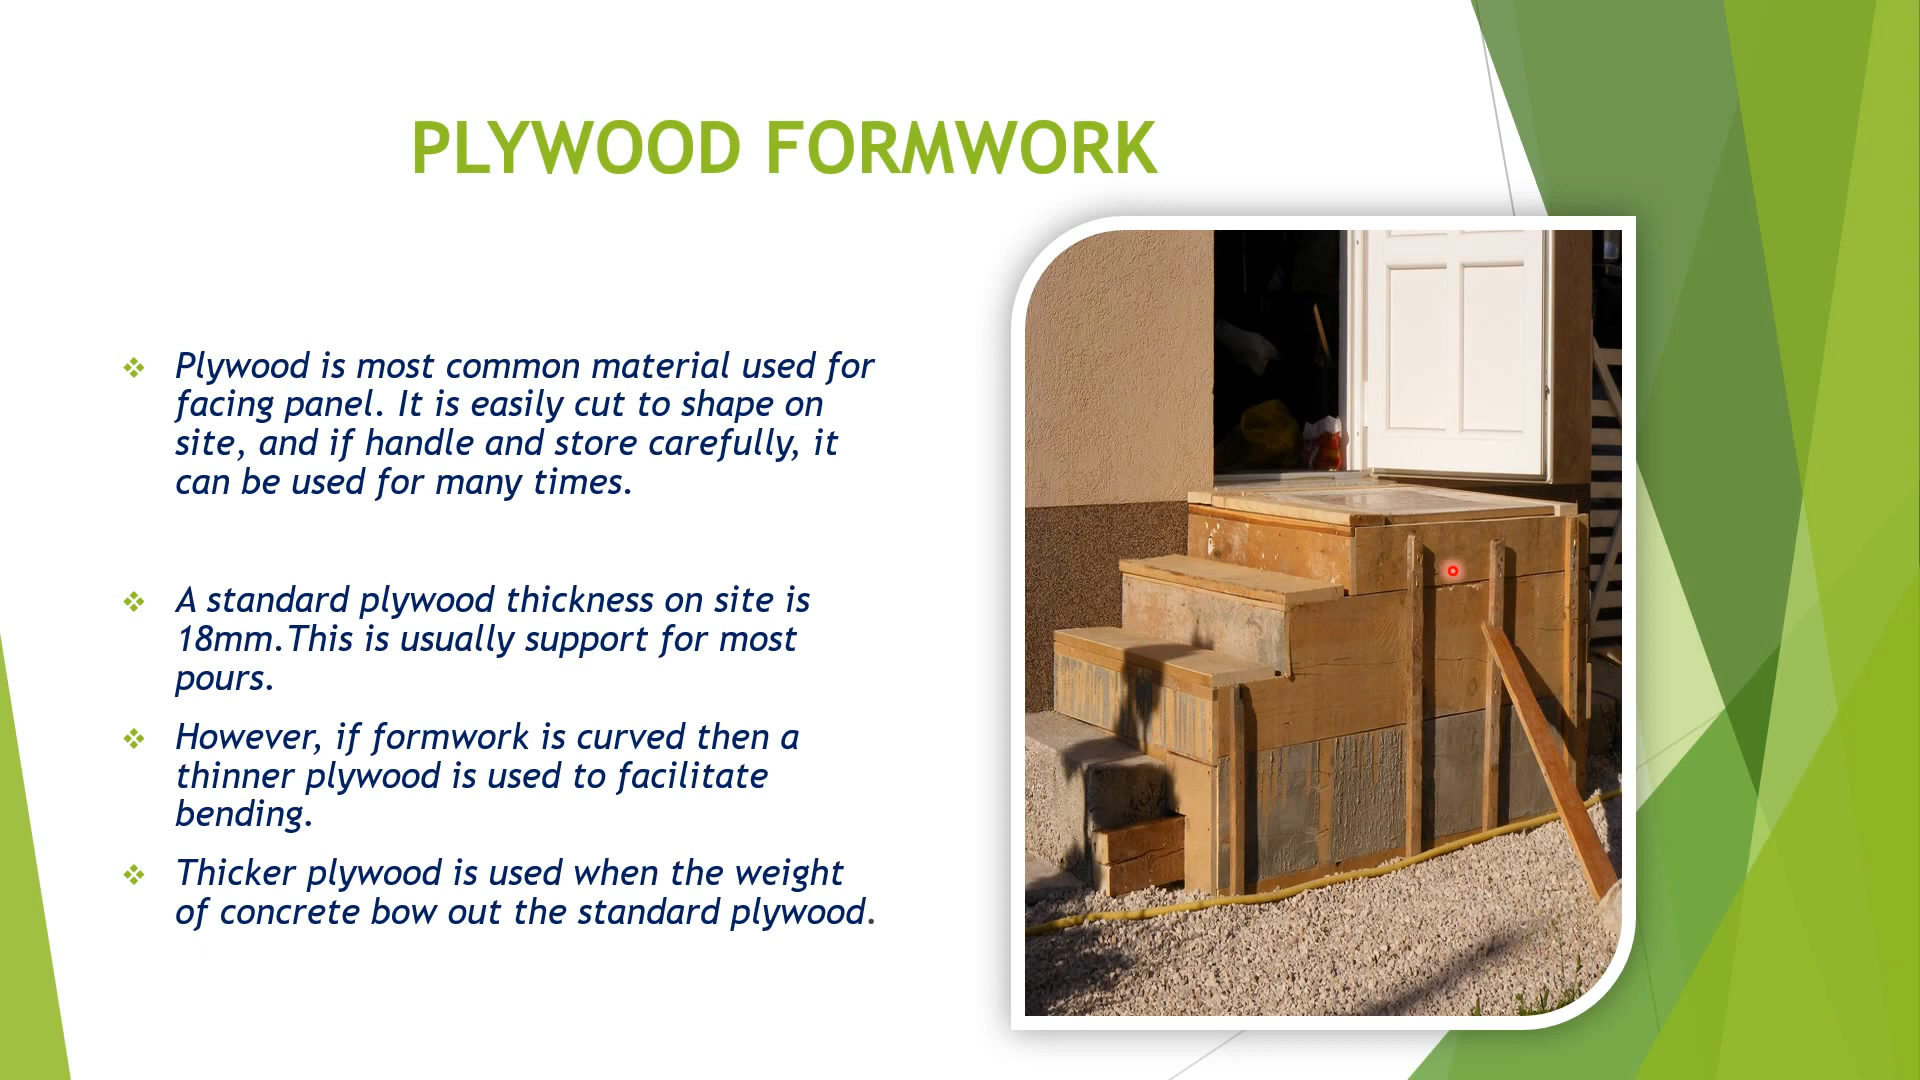 PLYWOOD FORMWORK
Plywood is most common material used for
facing panel. It is easily cut to shape on
site, and if handle and store carefully, it
can be used for many times.
A standard plywood thickness on site is
18mm.This is usually support for most
pours.
However, if formwork is curved then a
thinner plywood is used to facilitate
bending.
Thicker plywood is used when the weight
of concrete bow out the standard plywood.